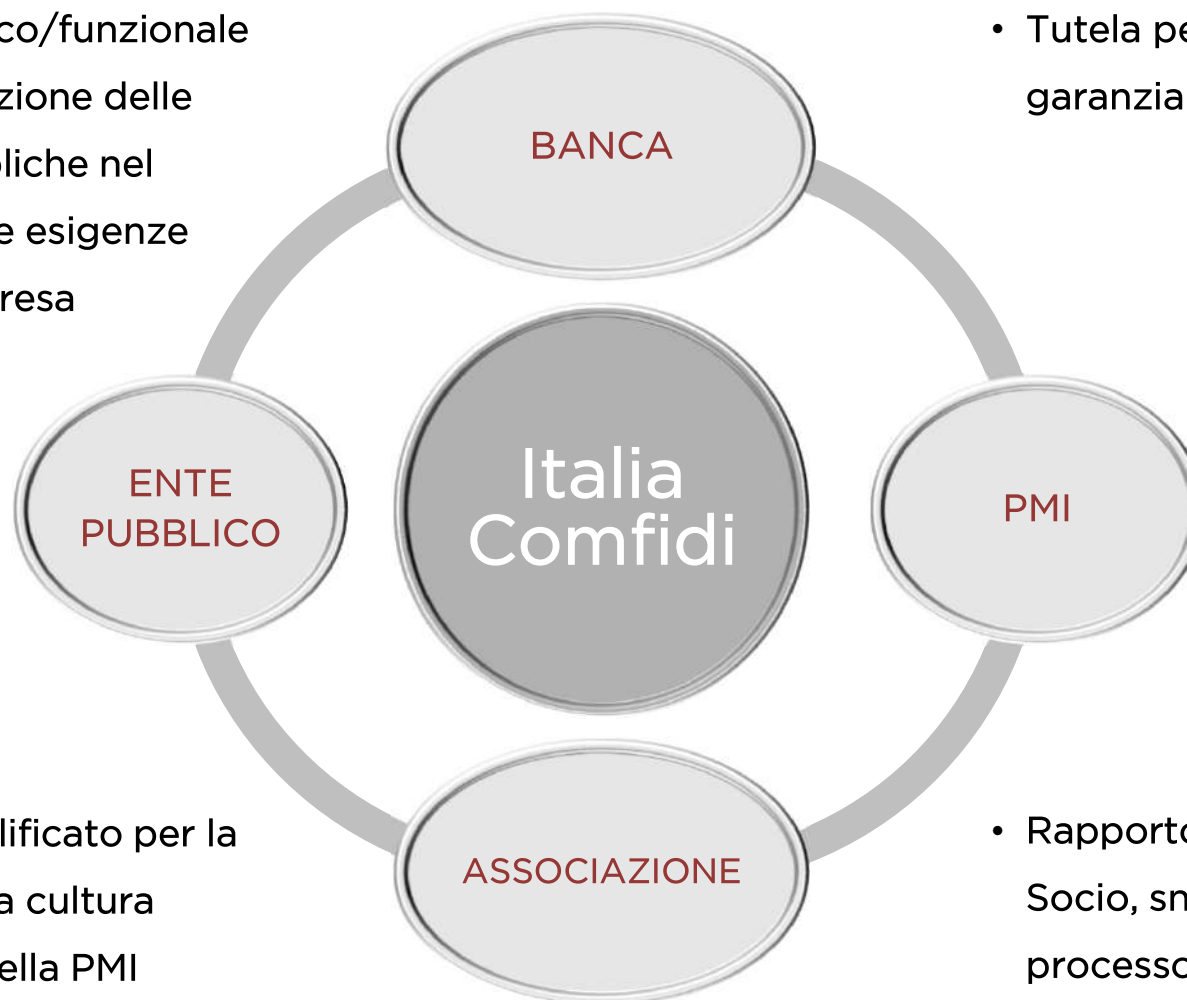 co/funzionale
zione delle
liche nel
e esigenze
resa
• Tutela pe
garanzia
BANCA
ENTE
PUBBLICO
Italia
Comfidi
PMI
ASSOCIAZIONE
lificato per la
a cultura
ella PMI
• Rapporto
Socio, sn
processo